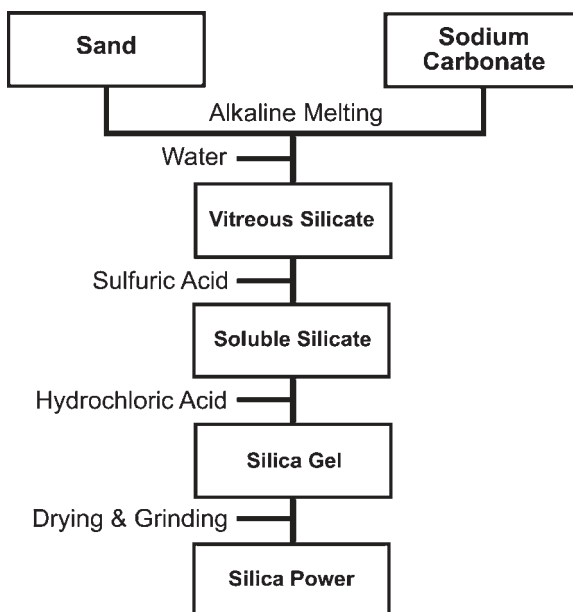 Sand
Sodium
Carbonate
Alkaline Melting
Water
Vitreous Silicate
Sulfuric Acid
Soluble Silicate
Hydrochloric Acid
Silica Gel
Drying & Grinding
Silica Power